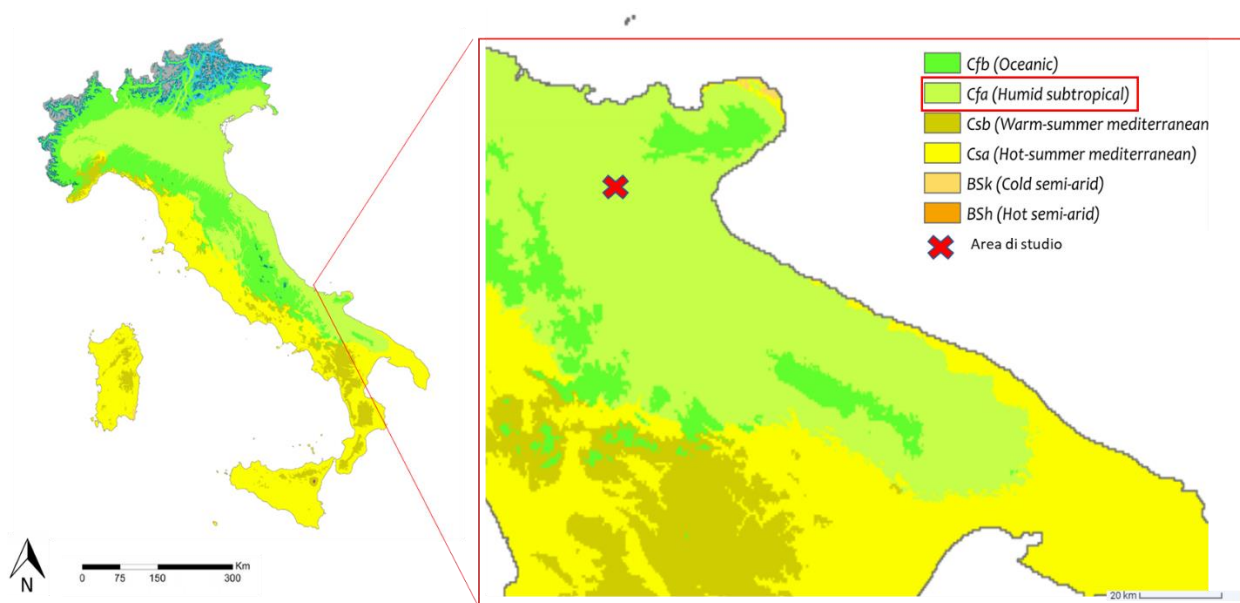 Cfb (Oceanic)
Cfa (Humid subtropical)
Csb (Warm-summer mediterranean
Csa (Hot-summer mediterranean)
BSk (Cold semi-arid)
BSh (Hot semi-arid)
Area di studio
N
Km
0 75 150 300
20 km